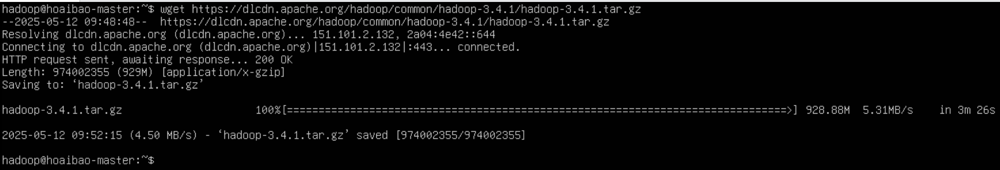 hadoop@hoaibao-master:~$ wget https://dlcdn.apache.org/hadoop/common/hadoop-3.4.1/hadoop-3.4.1.tar.gz
--2025-05-12 09:48:48--  https://dlcdn.apache.org/hadoop/common/hadoop-3.4.1/hadoop-3.4.1.tar.gz
Resolving dlcdn.apache.org (dlcdn.apache.org)... 151.101.2.132, 2a04:4e42::644
Connecting to dlcdn.apache.org (dlcdn.apache.org)|151.101.2.132|:443... connected.
HTTP request sent, awaiting response... 200 OK
Length: 974002355 (929M) [application/x-gzip]
Saving to: ‘hadoop-3.4.1.tar.gz’
hadoop-3.4.1.tar.gz 100%[===============================================================================>] 928.88M 5.31MB/s in 3m 26s
2025-05-12 09:52:15 (4.50 MB/s) - ‘hadoop-3.4.1.tar.gz’ saved [974002355/974002355]
hadoop@hoaibao-master:~$